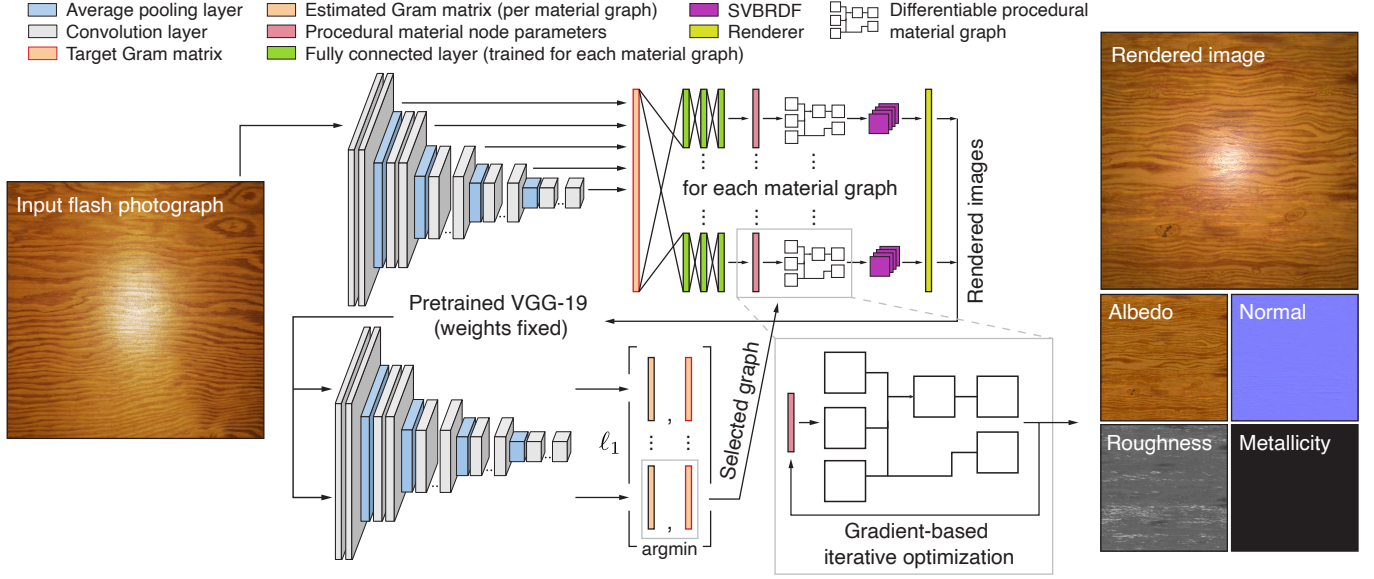 Average pooling layer
Convolution layer
Target Gram matrix
Estimated Gram matrix (per material graph)
Procedural material node parameters
Fully connected layer (trained for each material graph)
SVBRDF
Renderer
Differentiable procedural
material graph
Input flash photograph
for each material graph
Rendered images
Pretrained VGG-19
(weights fixed)
ℓ1
,
,
argmin
Selected graph
Gradient-based
iterative optimization
Rendered image
Albedo
Normal
Roughness
Metallicity